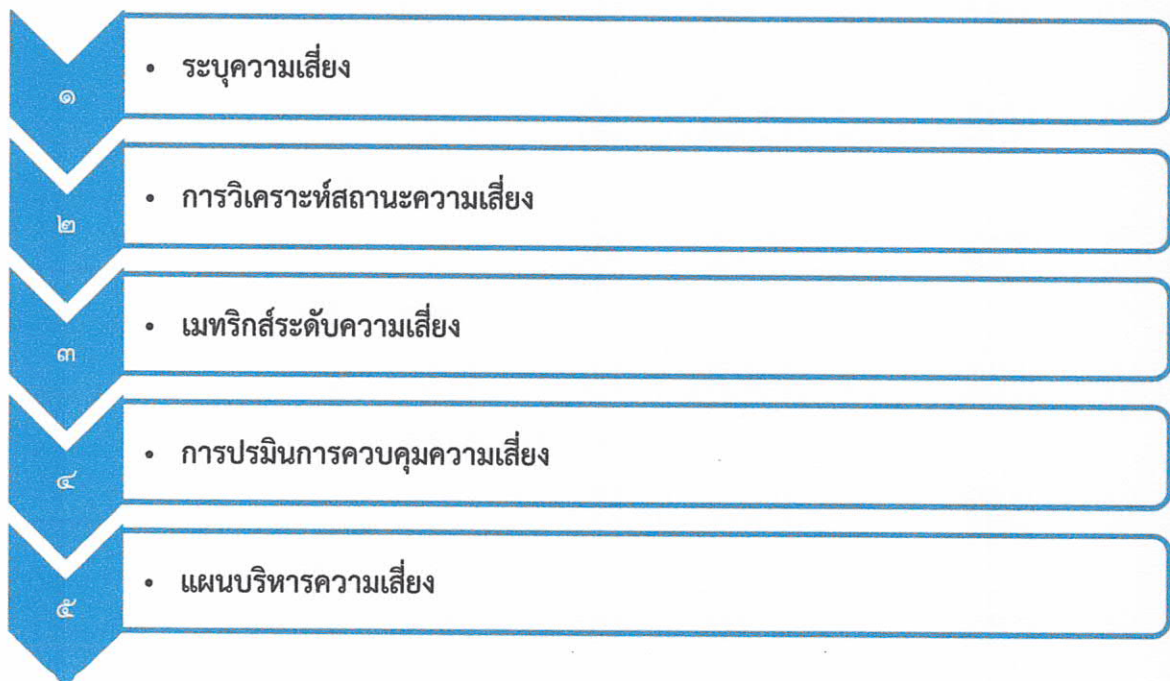 ๑
• ระบุความเสี่ยง
๒
• การวิเคราะห์สถานะความเสี่ยง
๓
• เมทริกส์ระดับความเสี่ยง
๔
• การปรมินการควบคุมความเสี่ยง
๕
• แผนบริหารความเสี่ยง